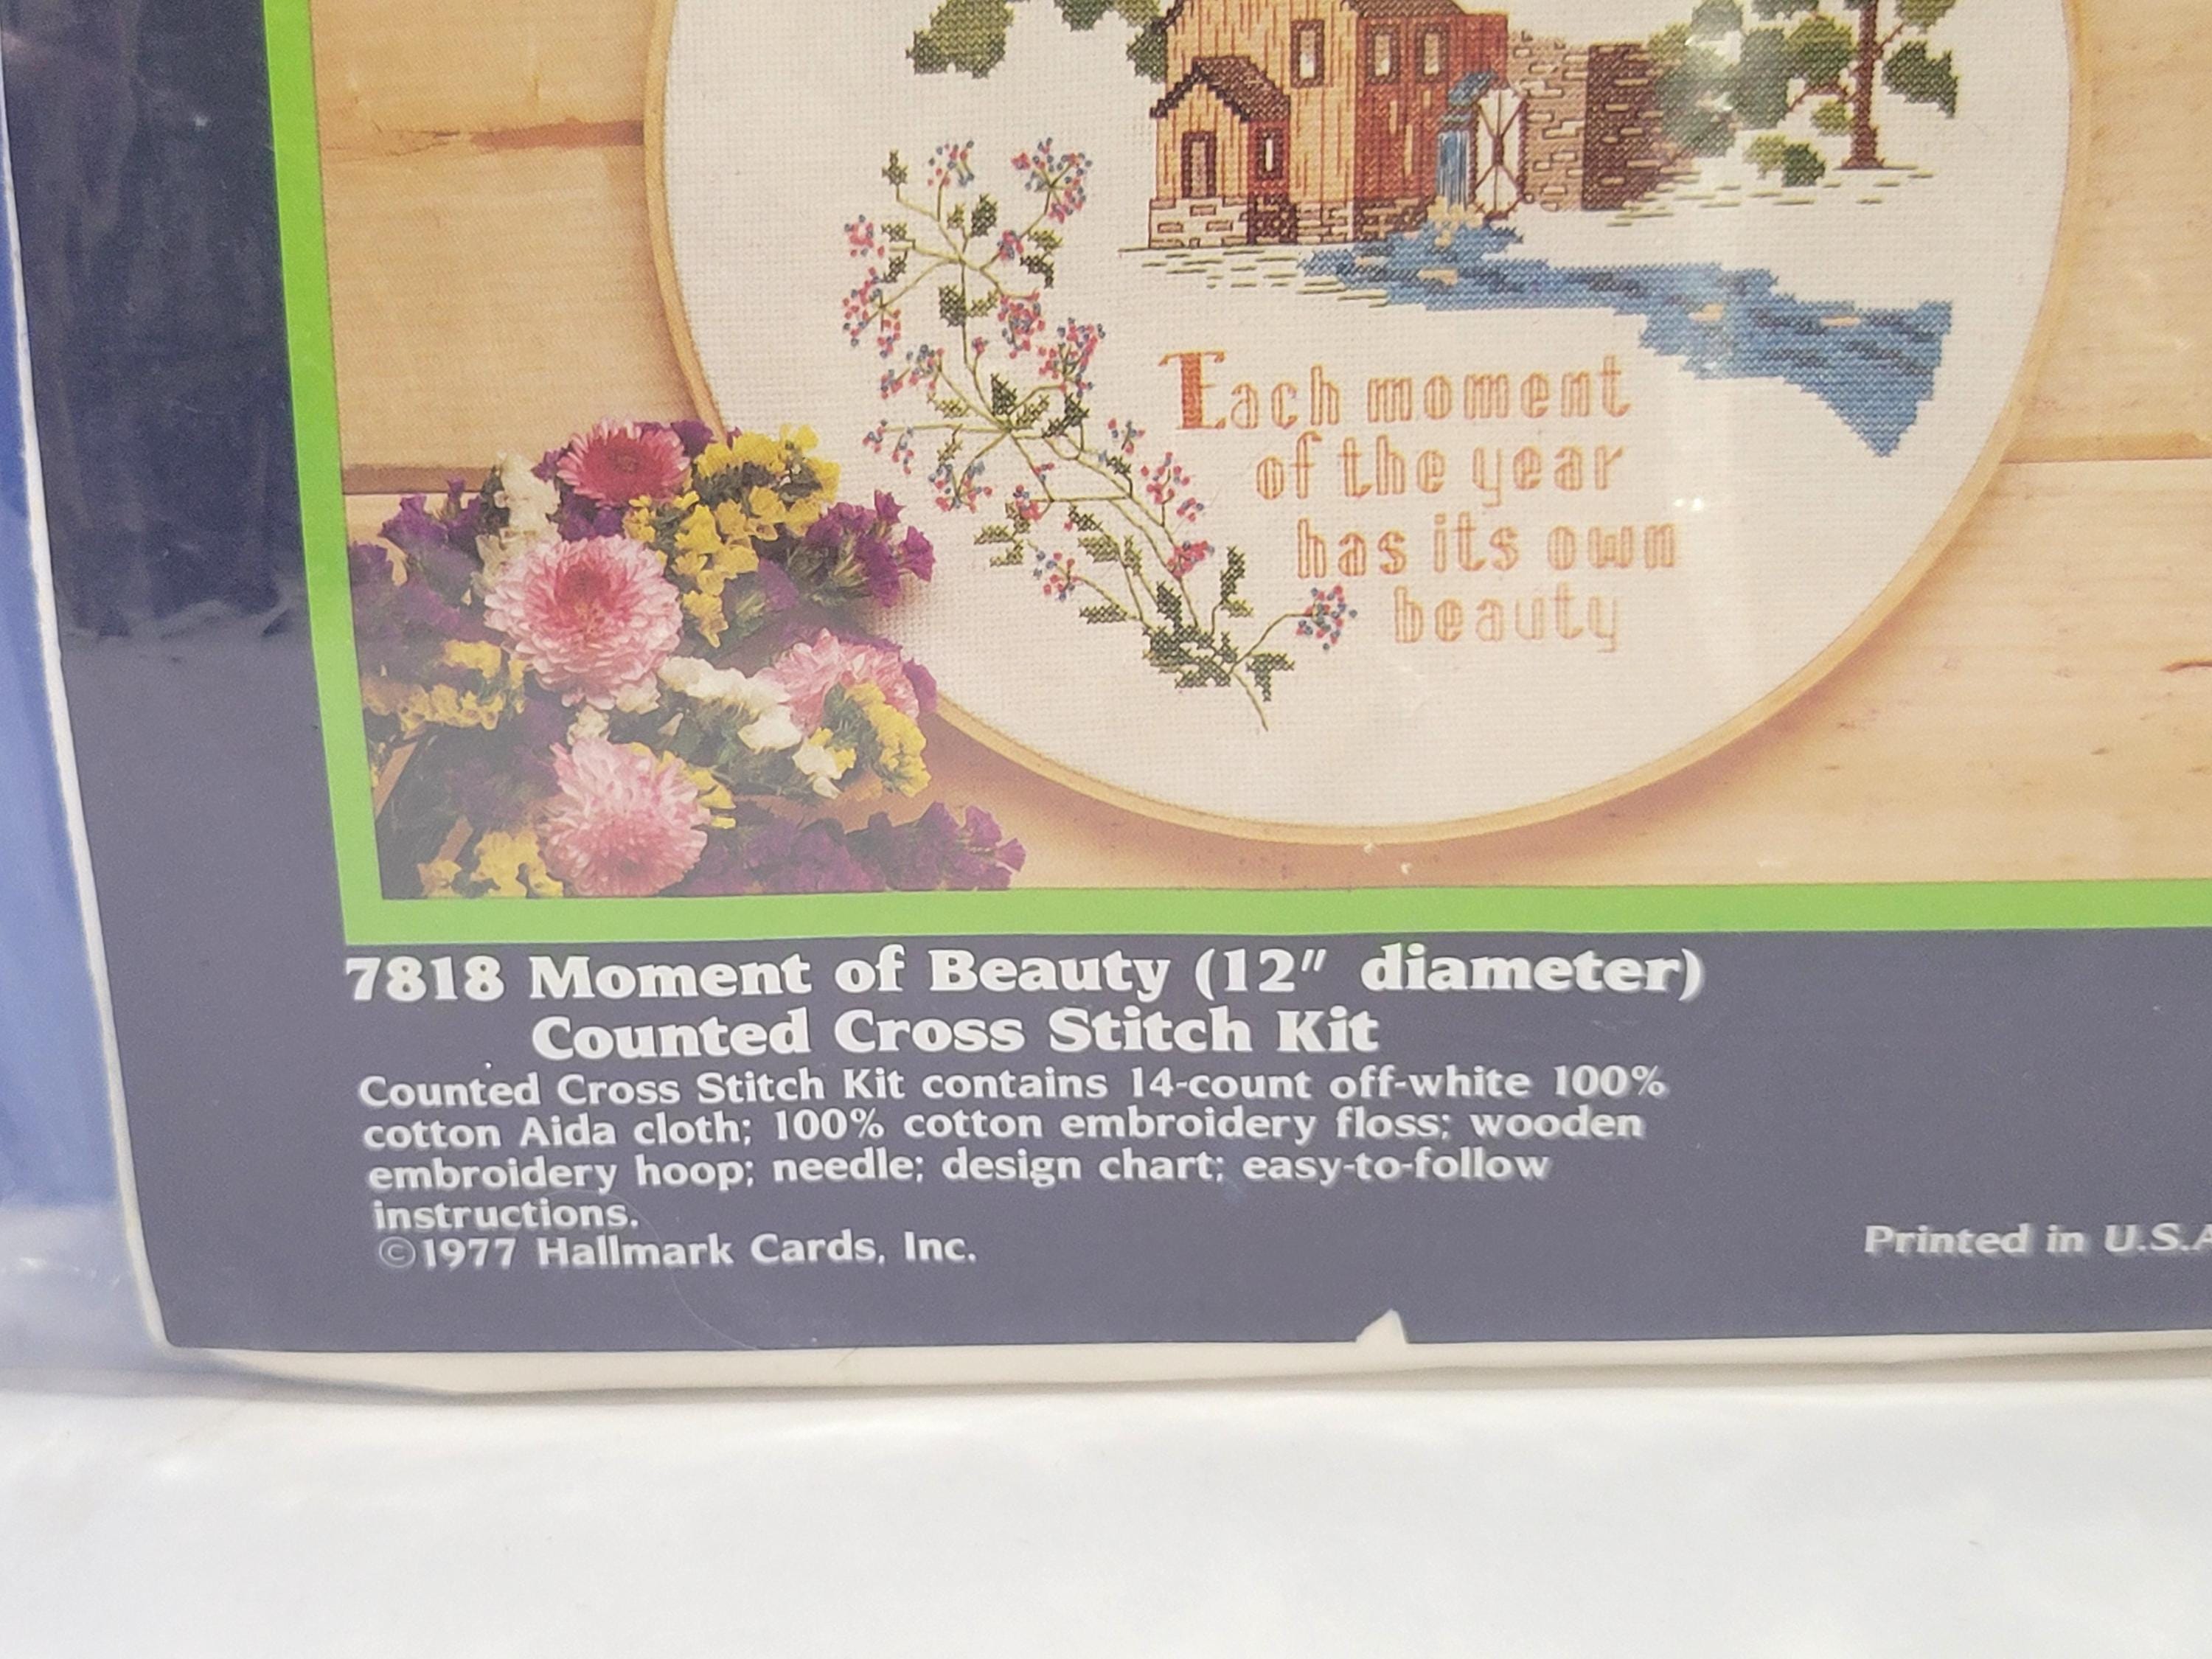 Each moment
of the year
has its own
beauty
7818 Moment of Beauty (12" diameter)
Counted Cross Stitch Kit
Counted Cross Stitch Kit contains 14-count off-white 100%
cotton Aida cloth; 100% cotton embroidery floss; wooden
embroidery hoop; needle; design chart; easy-to-follow
instructions.
©1977 Hallmark Cards, Inc.
Printed in U.S.A